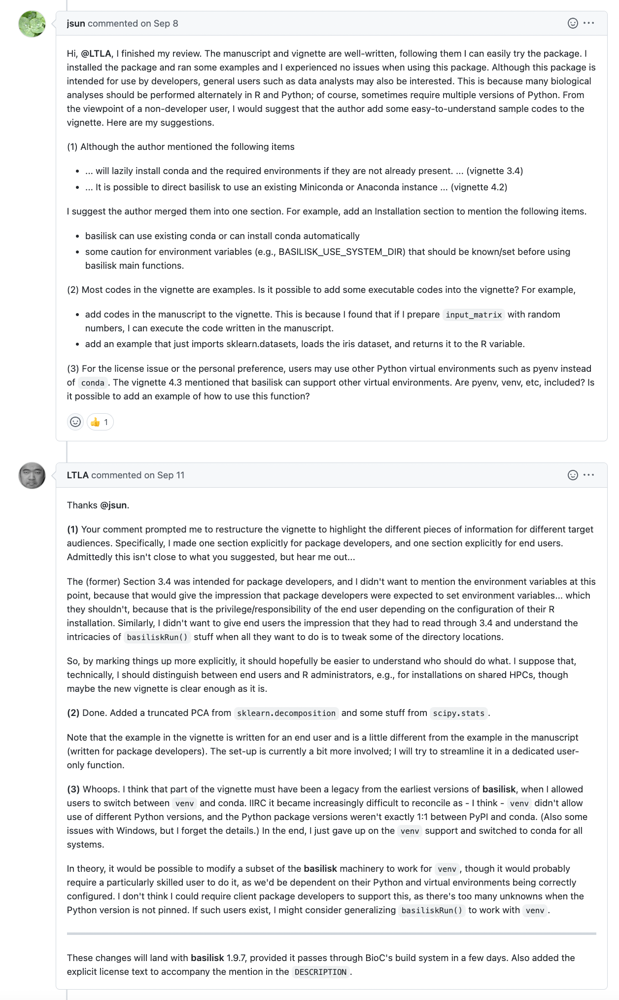 jsun commented on Sep 8
Hi, @LTLA, I finished my review. The manuscript and vignette are well-written, following them I can easily try the package. I
installed the package and ran some examples and I experienced no issues when using this package. Although this package is
intended for use by developers, general users such as data analysts may also be interested. This is because many biological
analyses should be performed alternately in R and Python; of course, sometimes require multiple versions of Python. From
the viewpoint of a non-developer user, I would suggest that the author add some easy-to-understand sample codes to the
vignette. Here are my suggestions.
(1) Although the author mentioned the following items
• ... will lazily install conda and the required environments if they are not already present. ... (vignette 3.4)
• ... It is possible to direct basilisk to use an existing Miniconda or Anaconda instance ... (vignette 4.2)
I suggest the author merged them into one section. For example, add an Installation section to mention the following items.
• basilisk can use existing conda or can install conda automatically
• some caution for environment variables (e.g., BASILISK_USE_SYSTEM_DIR) that should be known/set before using
basilisk main functions.
(2) Most codes in the vignette are examples. Is it possible to add some executable codes into the vignette? For example,
• add codes in the manuscript to the vignette. This is because I found that if I prepare input_matrix with random
numbers, I can execute the code written in the manuscript.
• add an example that just imports sklearn.datasets, loads the iris dataset, and returns it to the R variable.
(3) For the license issue or the personal preference, users may use other Python virtual environments such as pyenv instead
of conda. The vignette 4.3 mentioned that basilisk can support other virtual environments. Are pyenv, venv, etc, included? Is
it possible to add an example of how to use this function?
👍 1
LTLA commented on Sep 11
Thanks @jsun.
(1) Your comment prompted me to restructure the vignette to highlight the different pieces of information for different target
audiences. Specifically, I made one section explicitly for package developers, and one section explicitly for end users.
Admittedly this isn't close to what you suggested, but hear me out...
The (former) Section 3.4 was intended for package developers, and I didn't want to mention the environment variables at this
point, because that would give the impression that package developers were expected to set environment variables... which
they shouldn't, because that is the privilege/responsibility of the end user depending on the configuration of their R
installation. Similarly, I didn't want to give end users the impression that they had to read through 3.4 and understand the
intricacies of basiliskRun() stuff when all they want to do is to tweak some of the directory locations.
So, by marking things up more explicitly, it should hopefully be easier to understand who should do what. I suppose that,
technically, I should distinguish between end users and R administrators, e.g., for installations on shared HPCs, though
maybe the new vignette is clear enough as it is.
(2) Done. Added a truncated PCA from sklearn.decomposition and some stuff from scipy.stats.
Note that the example in the vignette is written for an end user and is a little different from the example in the manuscript
(written for package developers). The set-up is currently a bit more involved; I will try to streamline it in a dedicated user-
only function.
(3) Whoops. I think that part of the vignette must have been a legacy from the earliest versions of basilisk, when I allowed
users to switch between venv and conda. IIRC it became increasingly difficult to reconcile as - I think - venv didn't allow
use of different Python versions, and the Python package versions weren't exactly 1:1 between PyPI and conda. (Also some
issues with Windows, but I forget the details.) In the end, I just gave up on the venv support and switched to conda for all
systems.
In theory, it would be possible to modify a subset of the basilisk machinery to work for venv, though it would probably
require a particularly skilled user to do it, as we'd be dependent on their Python and virtual environments being correctly
configured. I don't think I could require client package developers to support this, as there's too many unknowns when the
Python version is not pinned. If such users exist, I might consider generalizing basiliskRun() to work with venv.
These changes will land with basilisk 1.9.7, provided it passes through BioC's build system in a few days. Also added the
explicit license text to accompany the mention in the DESCRIPTION.